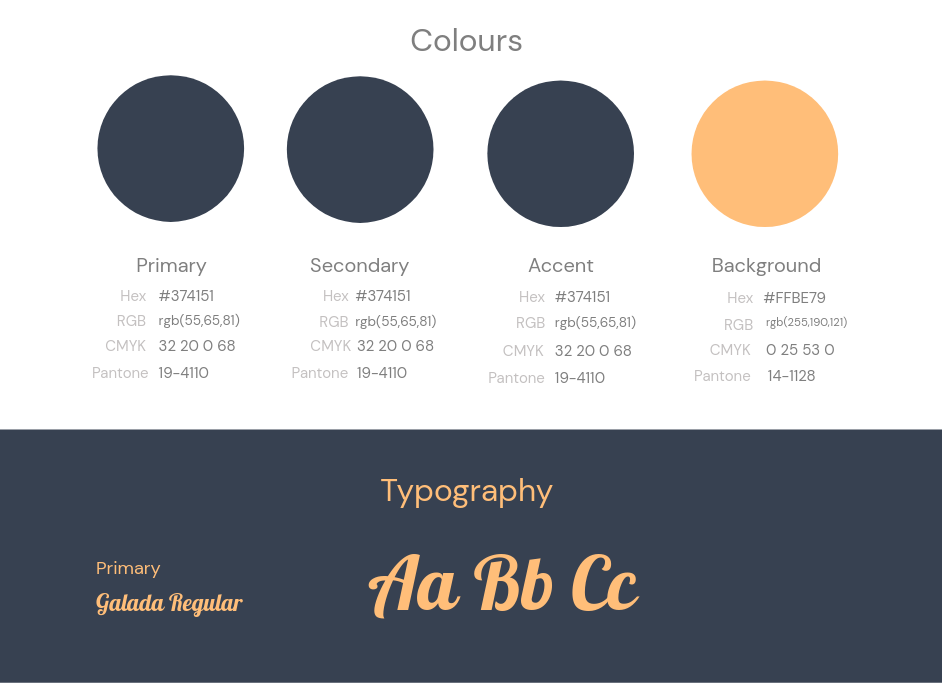 Colours
Primary
Hex #374151
RGB rgb(55,65,81)
CMYK 32 20 0 68
Pantone 19-4110
Secondary
Hex #374151
RGB rgb(55,65,81)
CMYK 32 20 0 68
Pantone 19-4110
Accent
Hex #374151
RGB rgb(55,65,81)
CMYK 32 20 0 68
Pantone 19-4110
Background
Hex #FFBE79
RGB rgb(255,190,121)
CMYK 0 25 53 0
Pantone 14-1128
Typography
Primary
Galada Regular
Aa Bb Cc